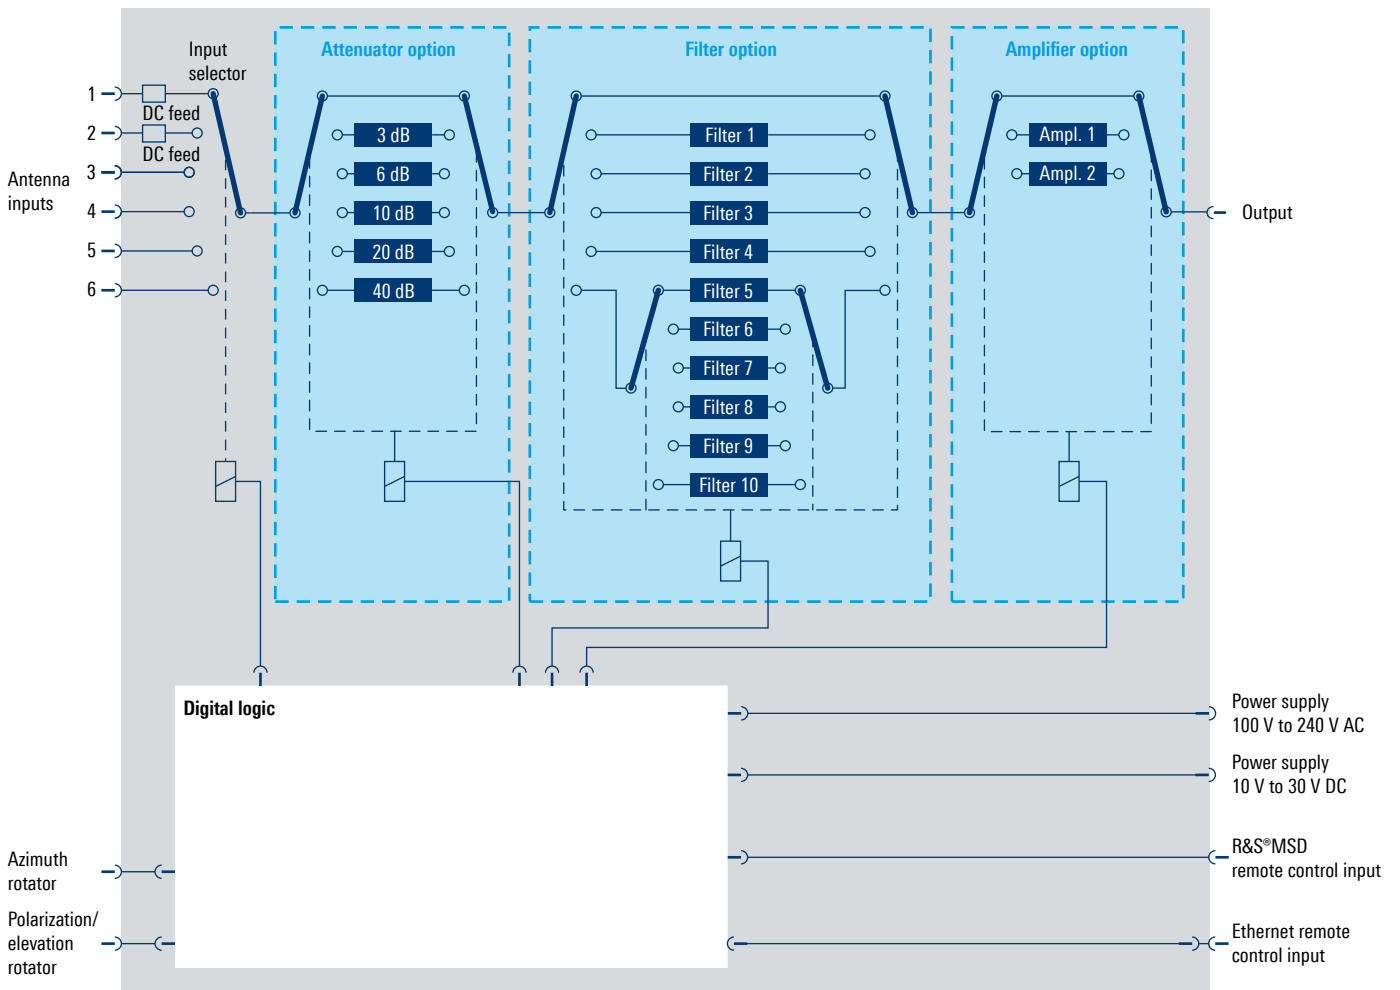 Input
selector
Attenuator option
Filter option
Amplifier option
1
DC feed
2
DC feed
3
4
5
6
Antenna
inputs
3 dB
6 dB
10 dB
20 dB
40 dB
Filter 1
Filter 2
Filter 3
Filter 4
Filter 5
Filter 6
Filter 7
Filter 8
Filter 9
Filter 10
Ampl. 1
Ampl. 2
Output
Digital logic
Power supply
100 V to 240 V AC
Power supply
10 V to 30 V DC
R&S®MSD
remote control input
Ethernet remote
control input
Azimuth
rotator
Polarization/
elevation
rotator